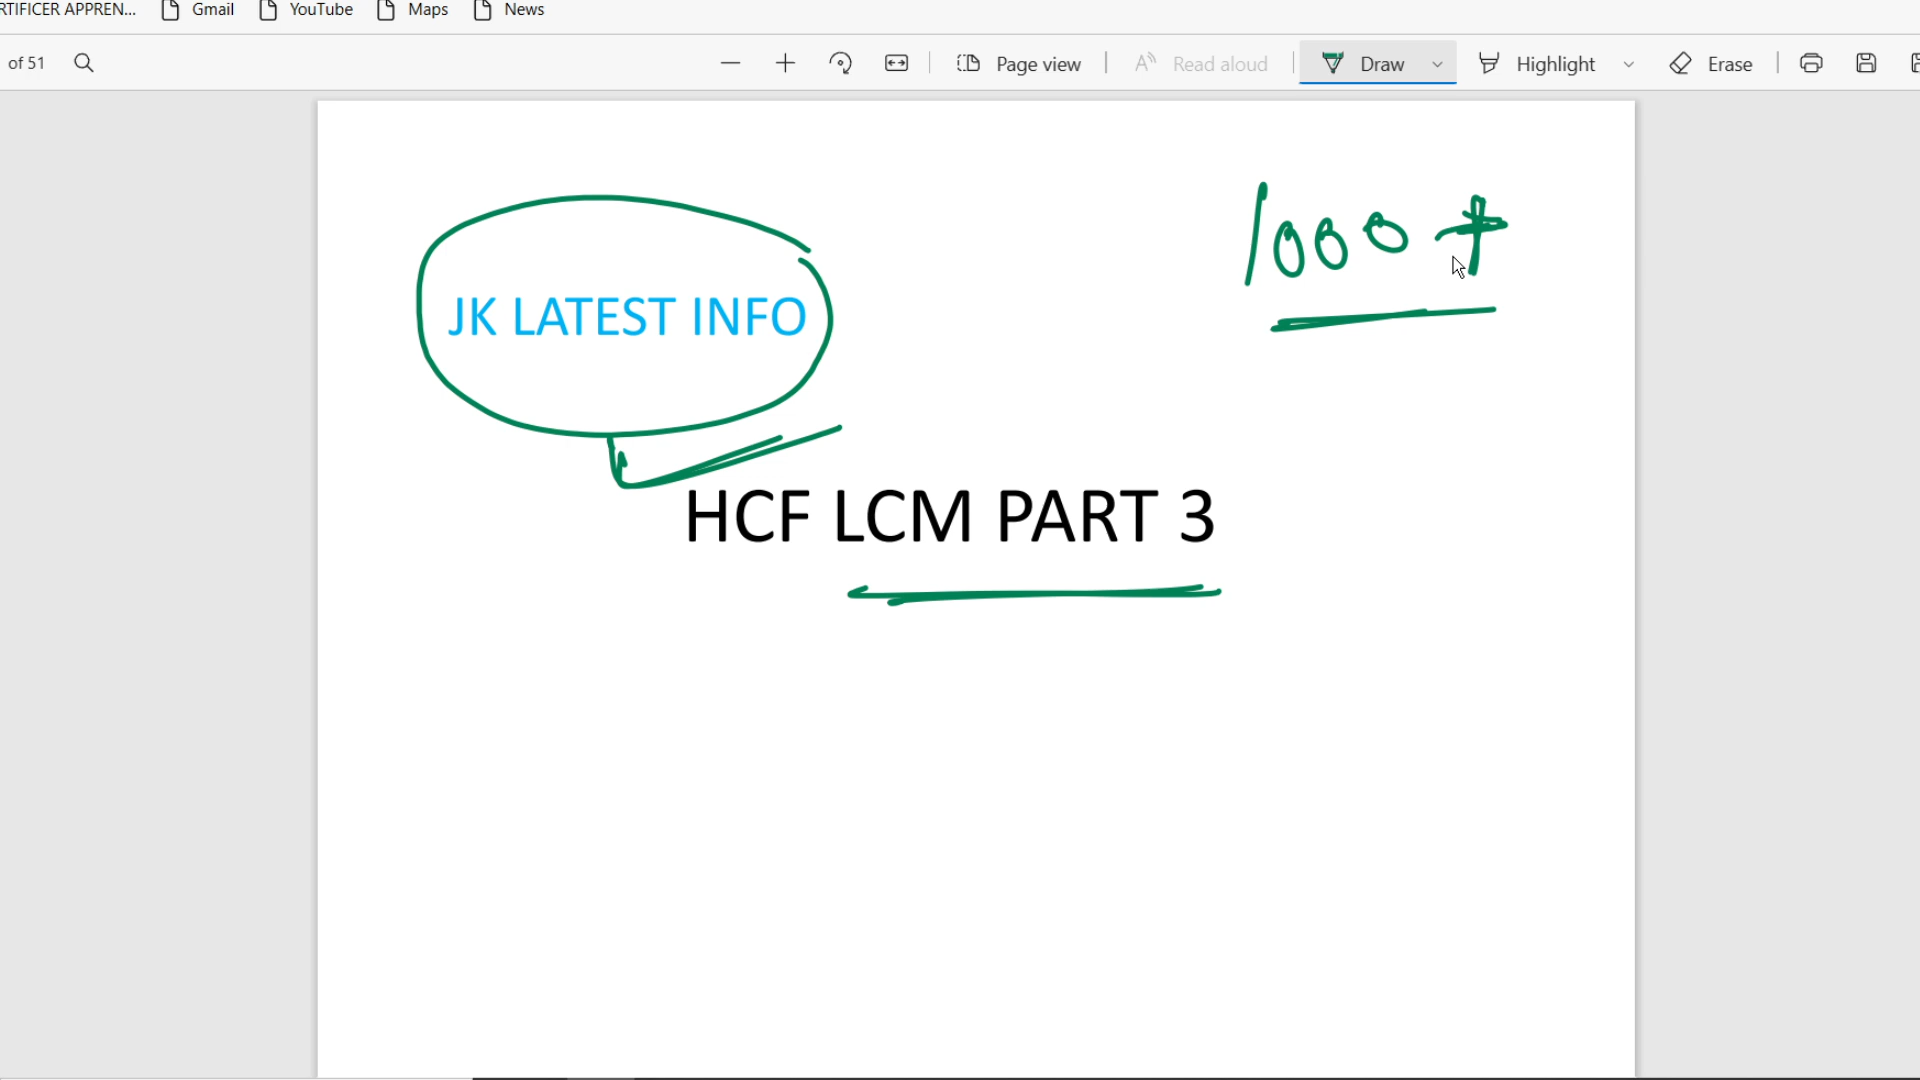 RTIFICER APPREN... Gmail YouTube Maps News
of 51 Page view Read aloud Draw Highlight Erase
1000 +
JK LATEST INFO
HCF LCM PART 3